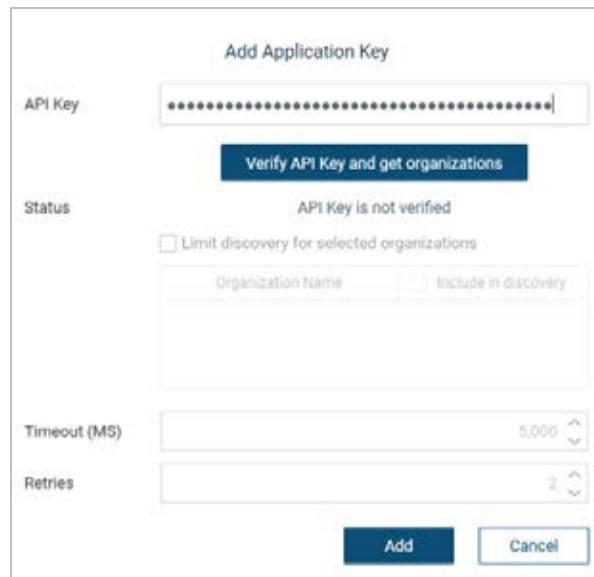 Add Application Key
API Key ●●●●●●●●●●●●●●●●●●●●●●●●●●●●●●●●●●●●●●●●●●
Verify API Key and get organizations
Status API Key is not verified
Limit discovery for selected organizations
Organization Name Include in discovery
Timeout (MS) 5,000
Retries 2
Add Cancel